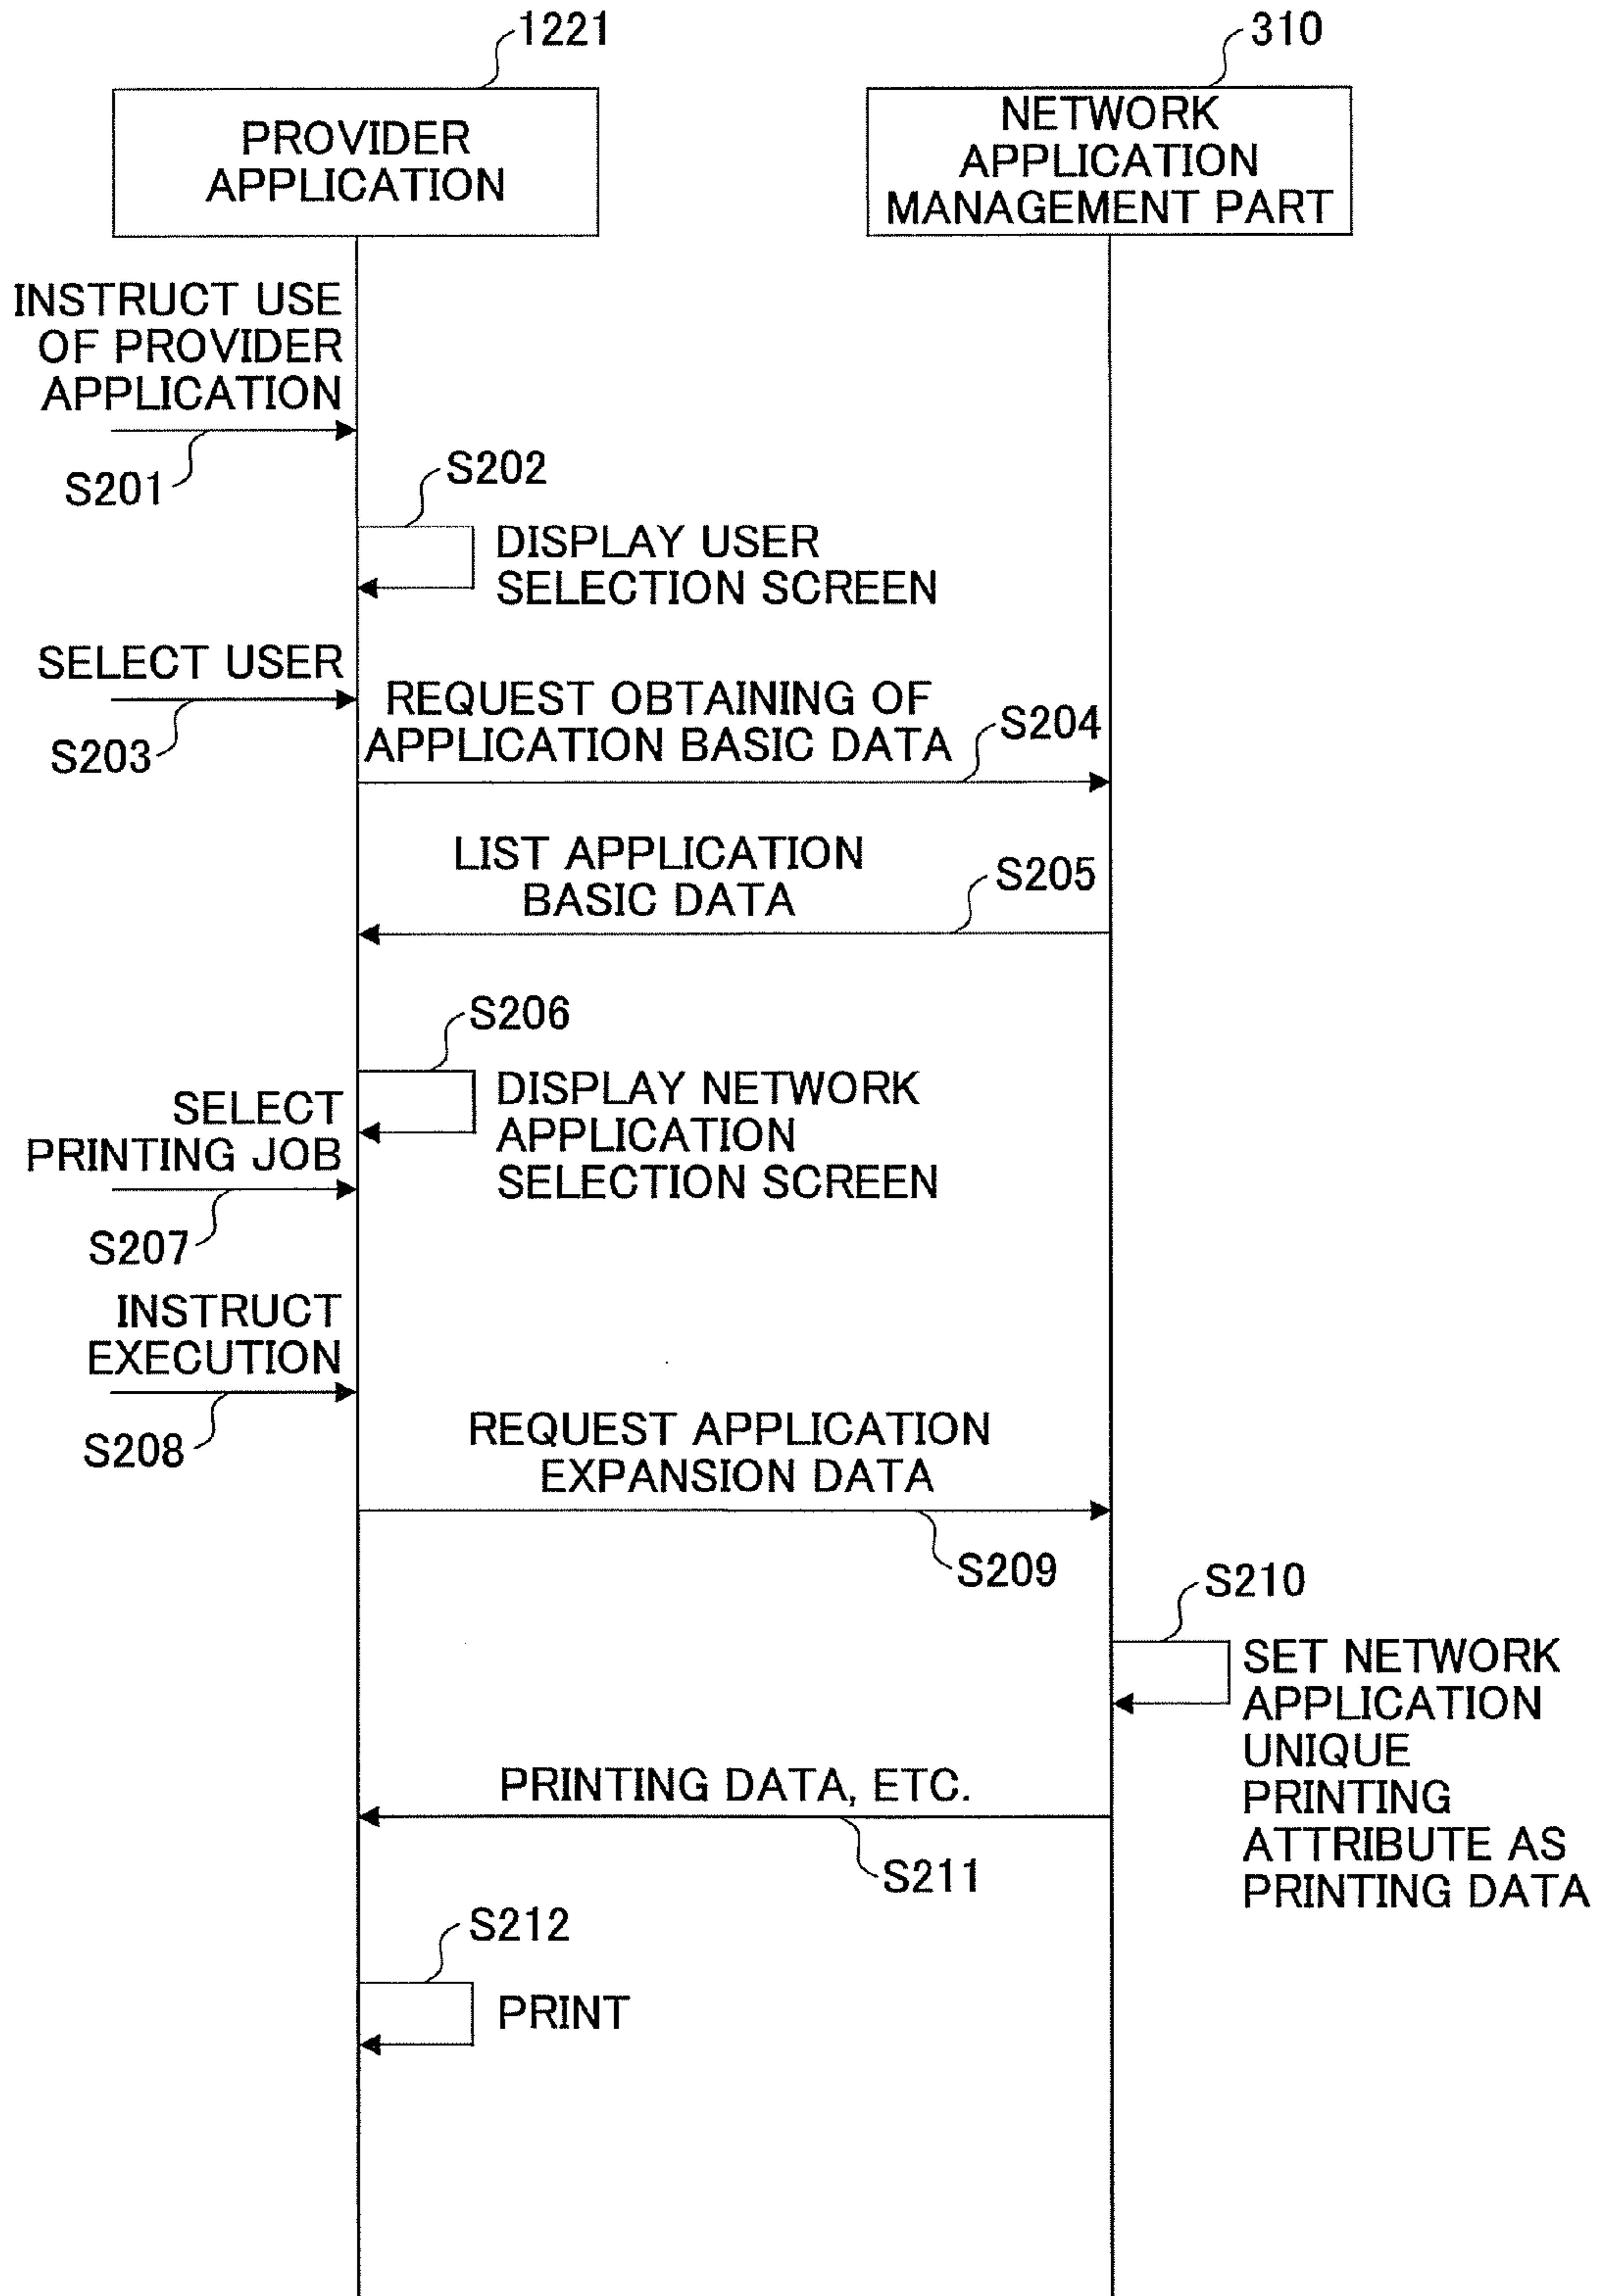 1221
310
PROVIDER
APPLICATION
NETWORK
APPLICATION
MANAGEMENT PART
INSTRUCT USE
OF PROVIDER
APPLICATION
S201
S202
DISPLAY USER
SELECTION SCREEN
SELECT USER
S203
REQUEST OBTAINING OF
APPLICATION BASIC DATA
S204
LIST APPLICATION
BASIC DATA
S205
S206
DISPLAY NETWORK
APPLICATION
SELECTION SCREEN
SELECT
PRINTING JOB
S207
INSTRUCT
EXECUTION
S208
REQUEST APPLICATION
EXPANSION DATA
S209
S210
SET NETWORK
APPLICATION
UNIQUE
PRINTING
ATTRIBUTE AS
PRINTING DATA
PRINTING DATA, ETC.
S211
S212
PRINT